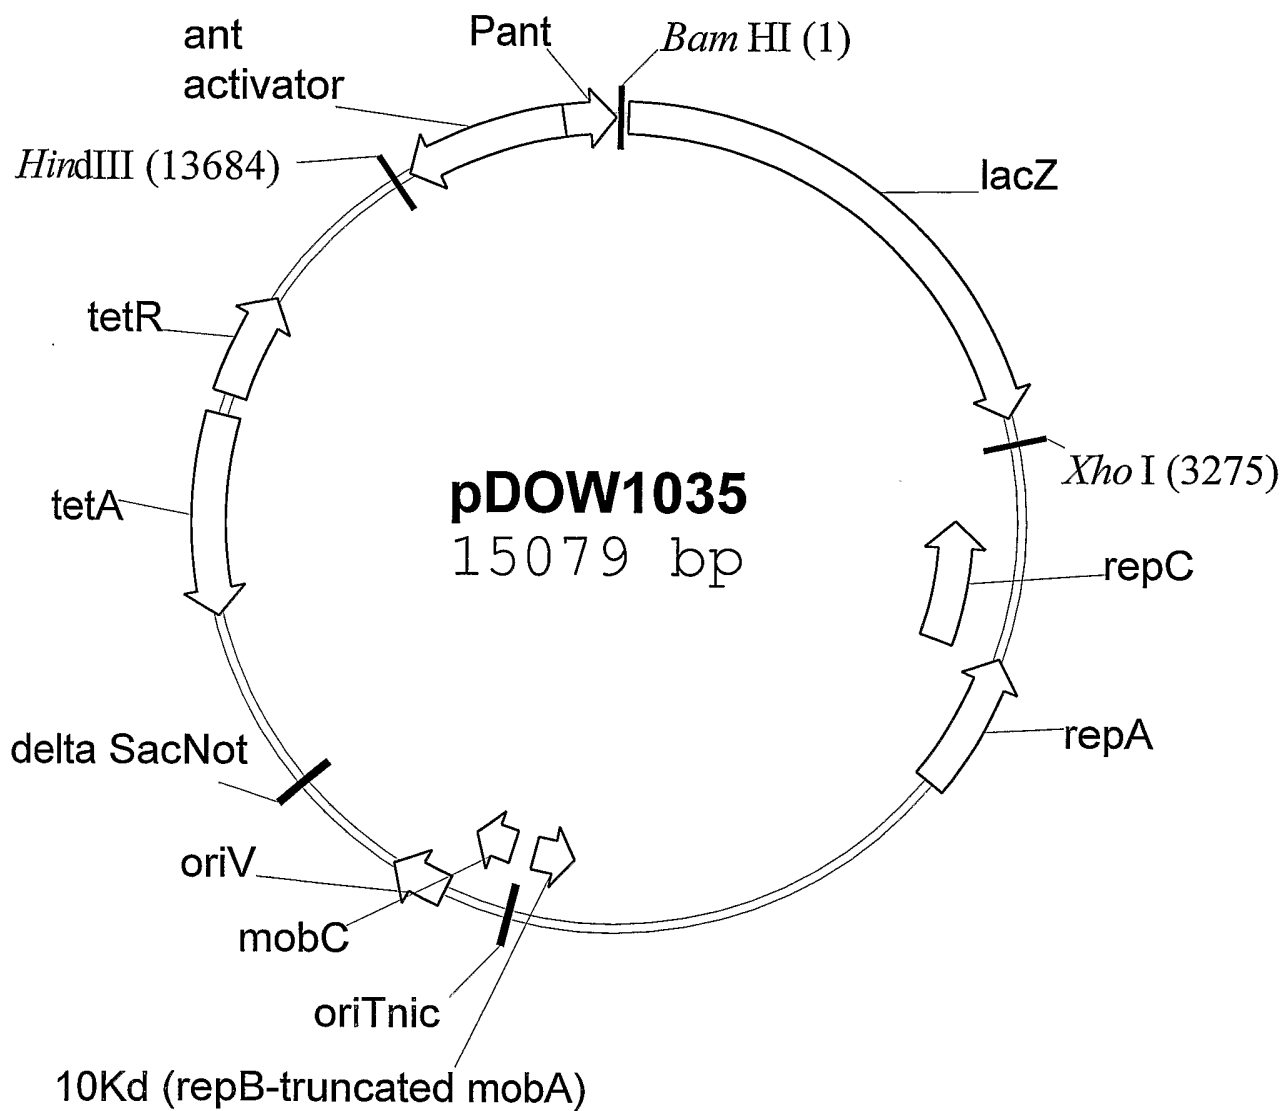 ant
activator
Pant
Bam HI (1)
HindIII (13684)
lacZ
tetR
Xho I (3275)
tetA
pDOW1035
15079 bp
repC
repA
delta SacNot
oriV
mobC
oriTnic
10Kd (repB-truncated mobA)